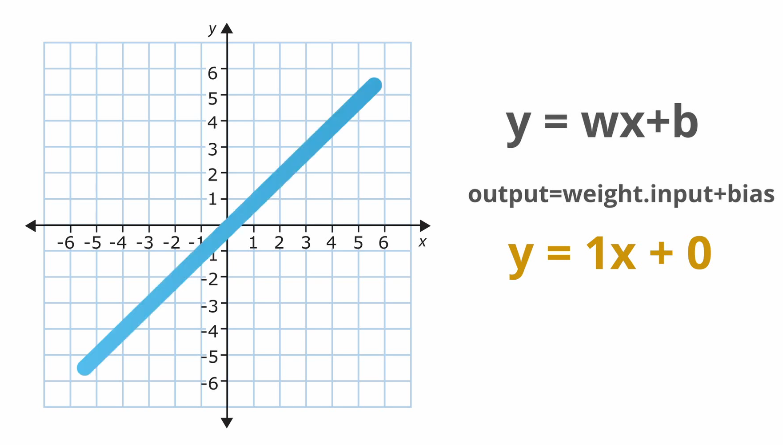 y
6
5
4
3
2
1
-6 -5 -4 -3 -2 -1 1 2 3 4 5 6 x
1
-2
-3
-4
-5
-6
y = wx+b
output=weight.input+bias
y = 1x + 0